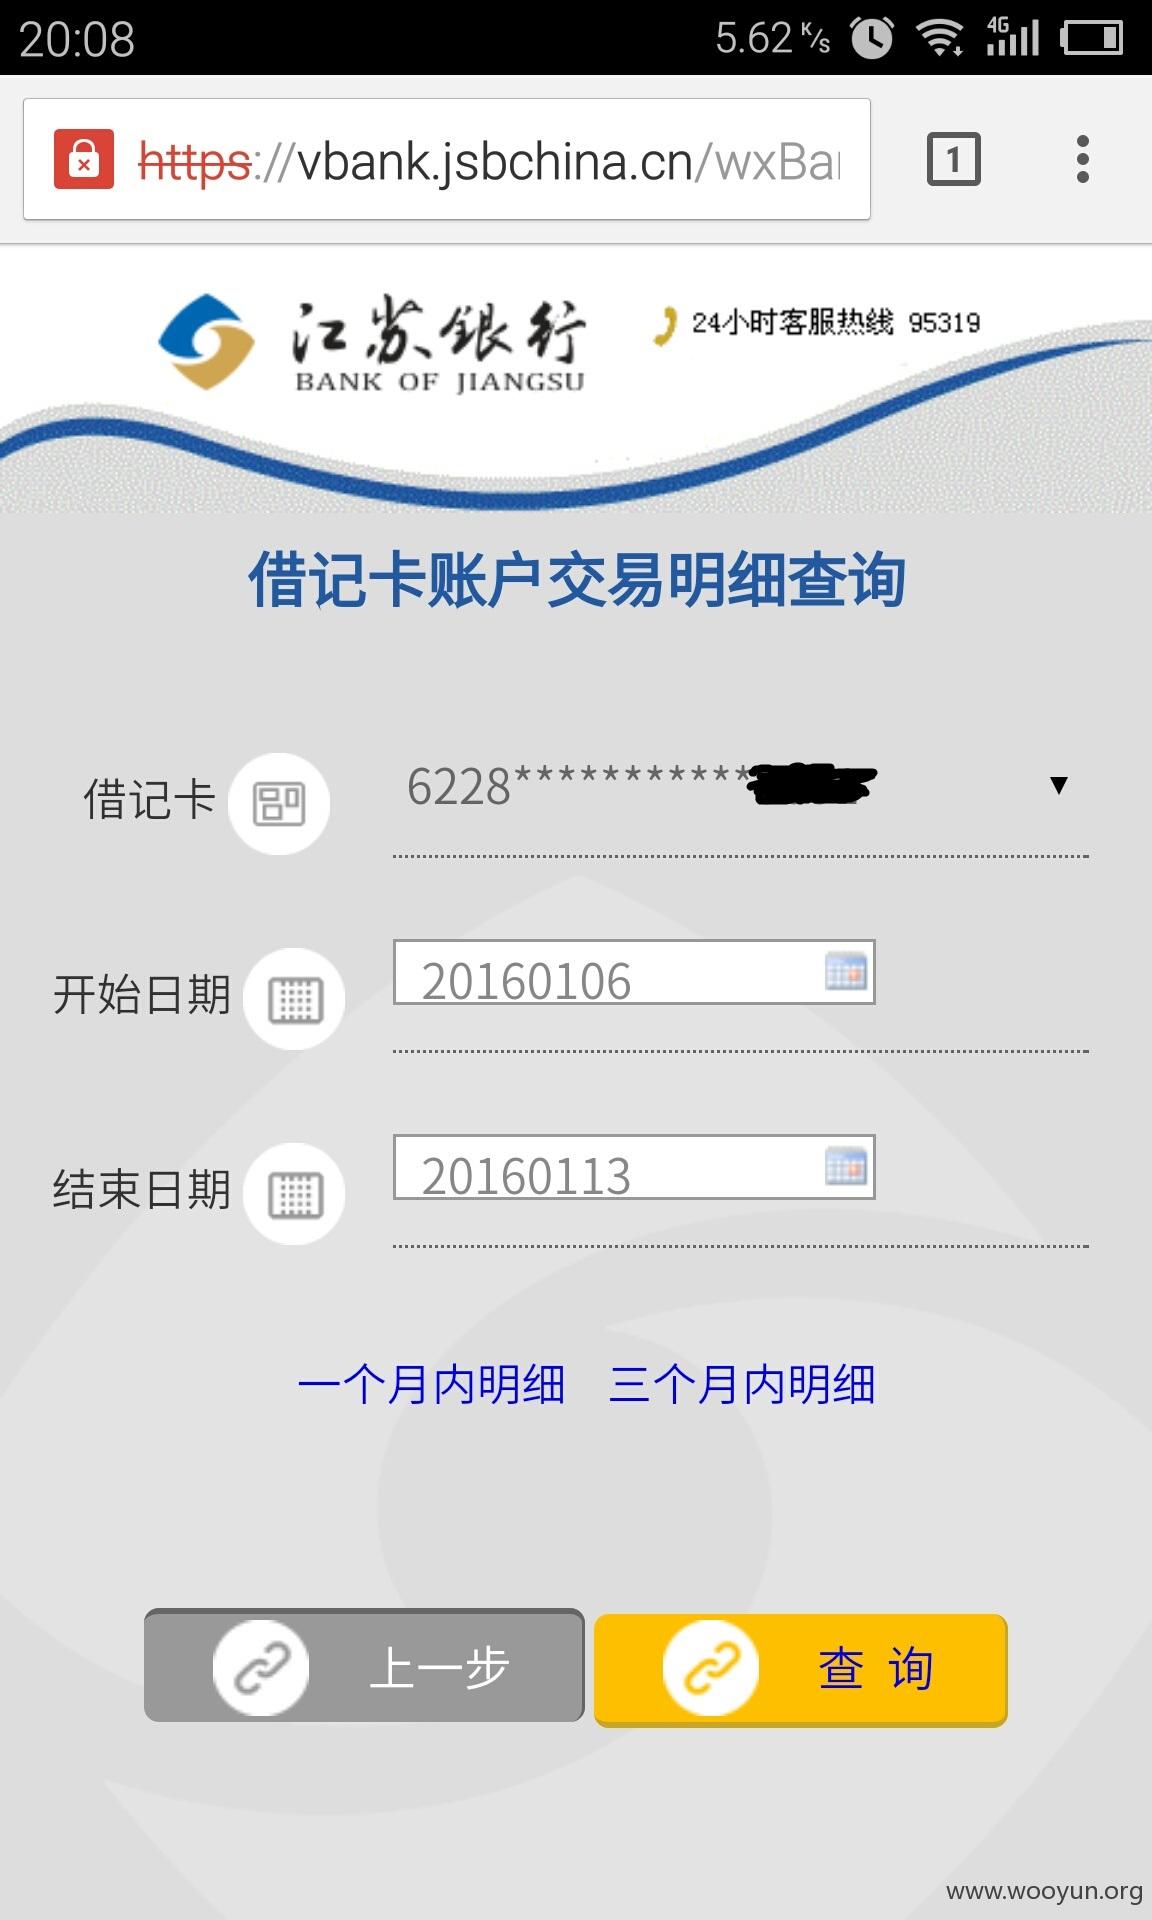 20:08
5.62 K/s
4G
https://vbank.jsbchina.cn/wxBa
1
江苏银行
BANK OF JIANGSU
24小时客服热线 95319
借记卡账户交易明细查询
借记卡 6228***********
▼
开始日期 20160106
结束日期 20160113
一个月内明细 三个月内明细
上一步 查 询
www.wooyun.org